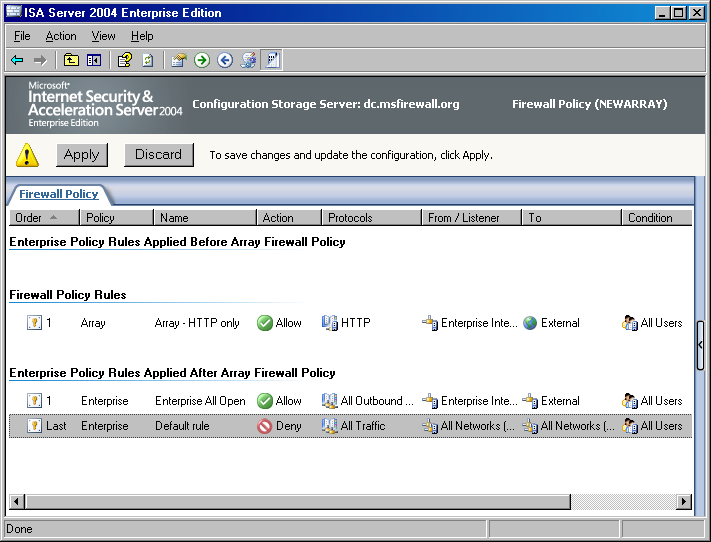 ISA Server 2004 Enterprise Edition
File Action View Help
Microsoft®
Internet Security &
Acceleration Server 2004
Enterprise Edition
Configuration Storage Server: dc.msfirewall.org
Firewall Policy (NEWARRAY)
Apply Discard To save changes and update the configuration, click Apply.
Firewall Policy
Order Policy Name Action Protocols From / Listener To Condition
Enterprise Policy Rules Applied Before Array Firewall Policy
Firewall Policy Rules
1 Array Array - HTTP only Allow HTTP Enterprise Inte... External All Users
Enterprise Policy Rules Applied After Array Firewall Policy
1 Enterprise Enterprise All Open Allow All Outbound ... Enterprise Inte... External All Users
Last Enterprise Default rule Deny All Traffic All Networks (... All Networks (... All Users
Done